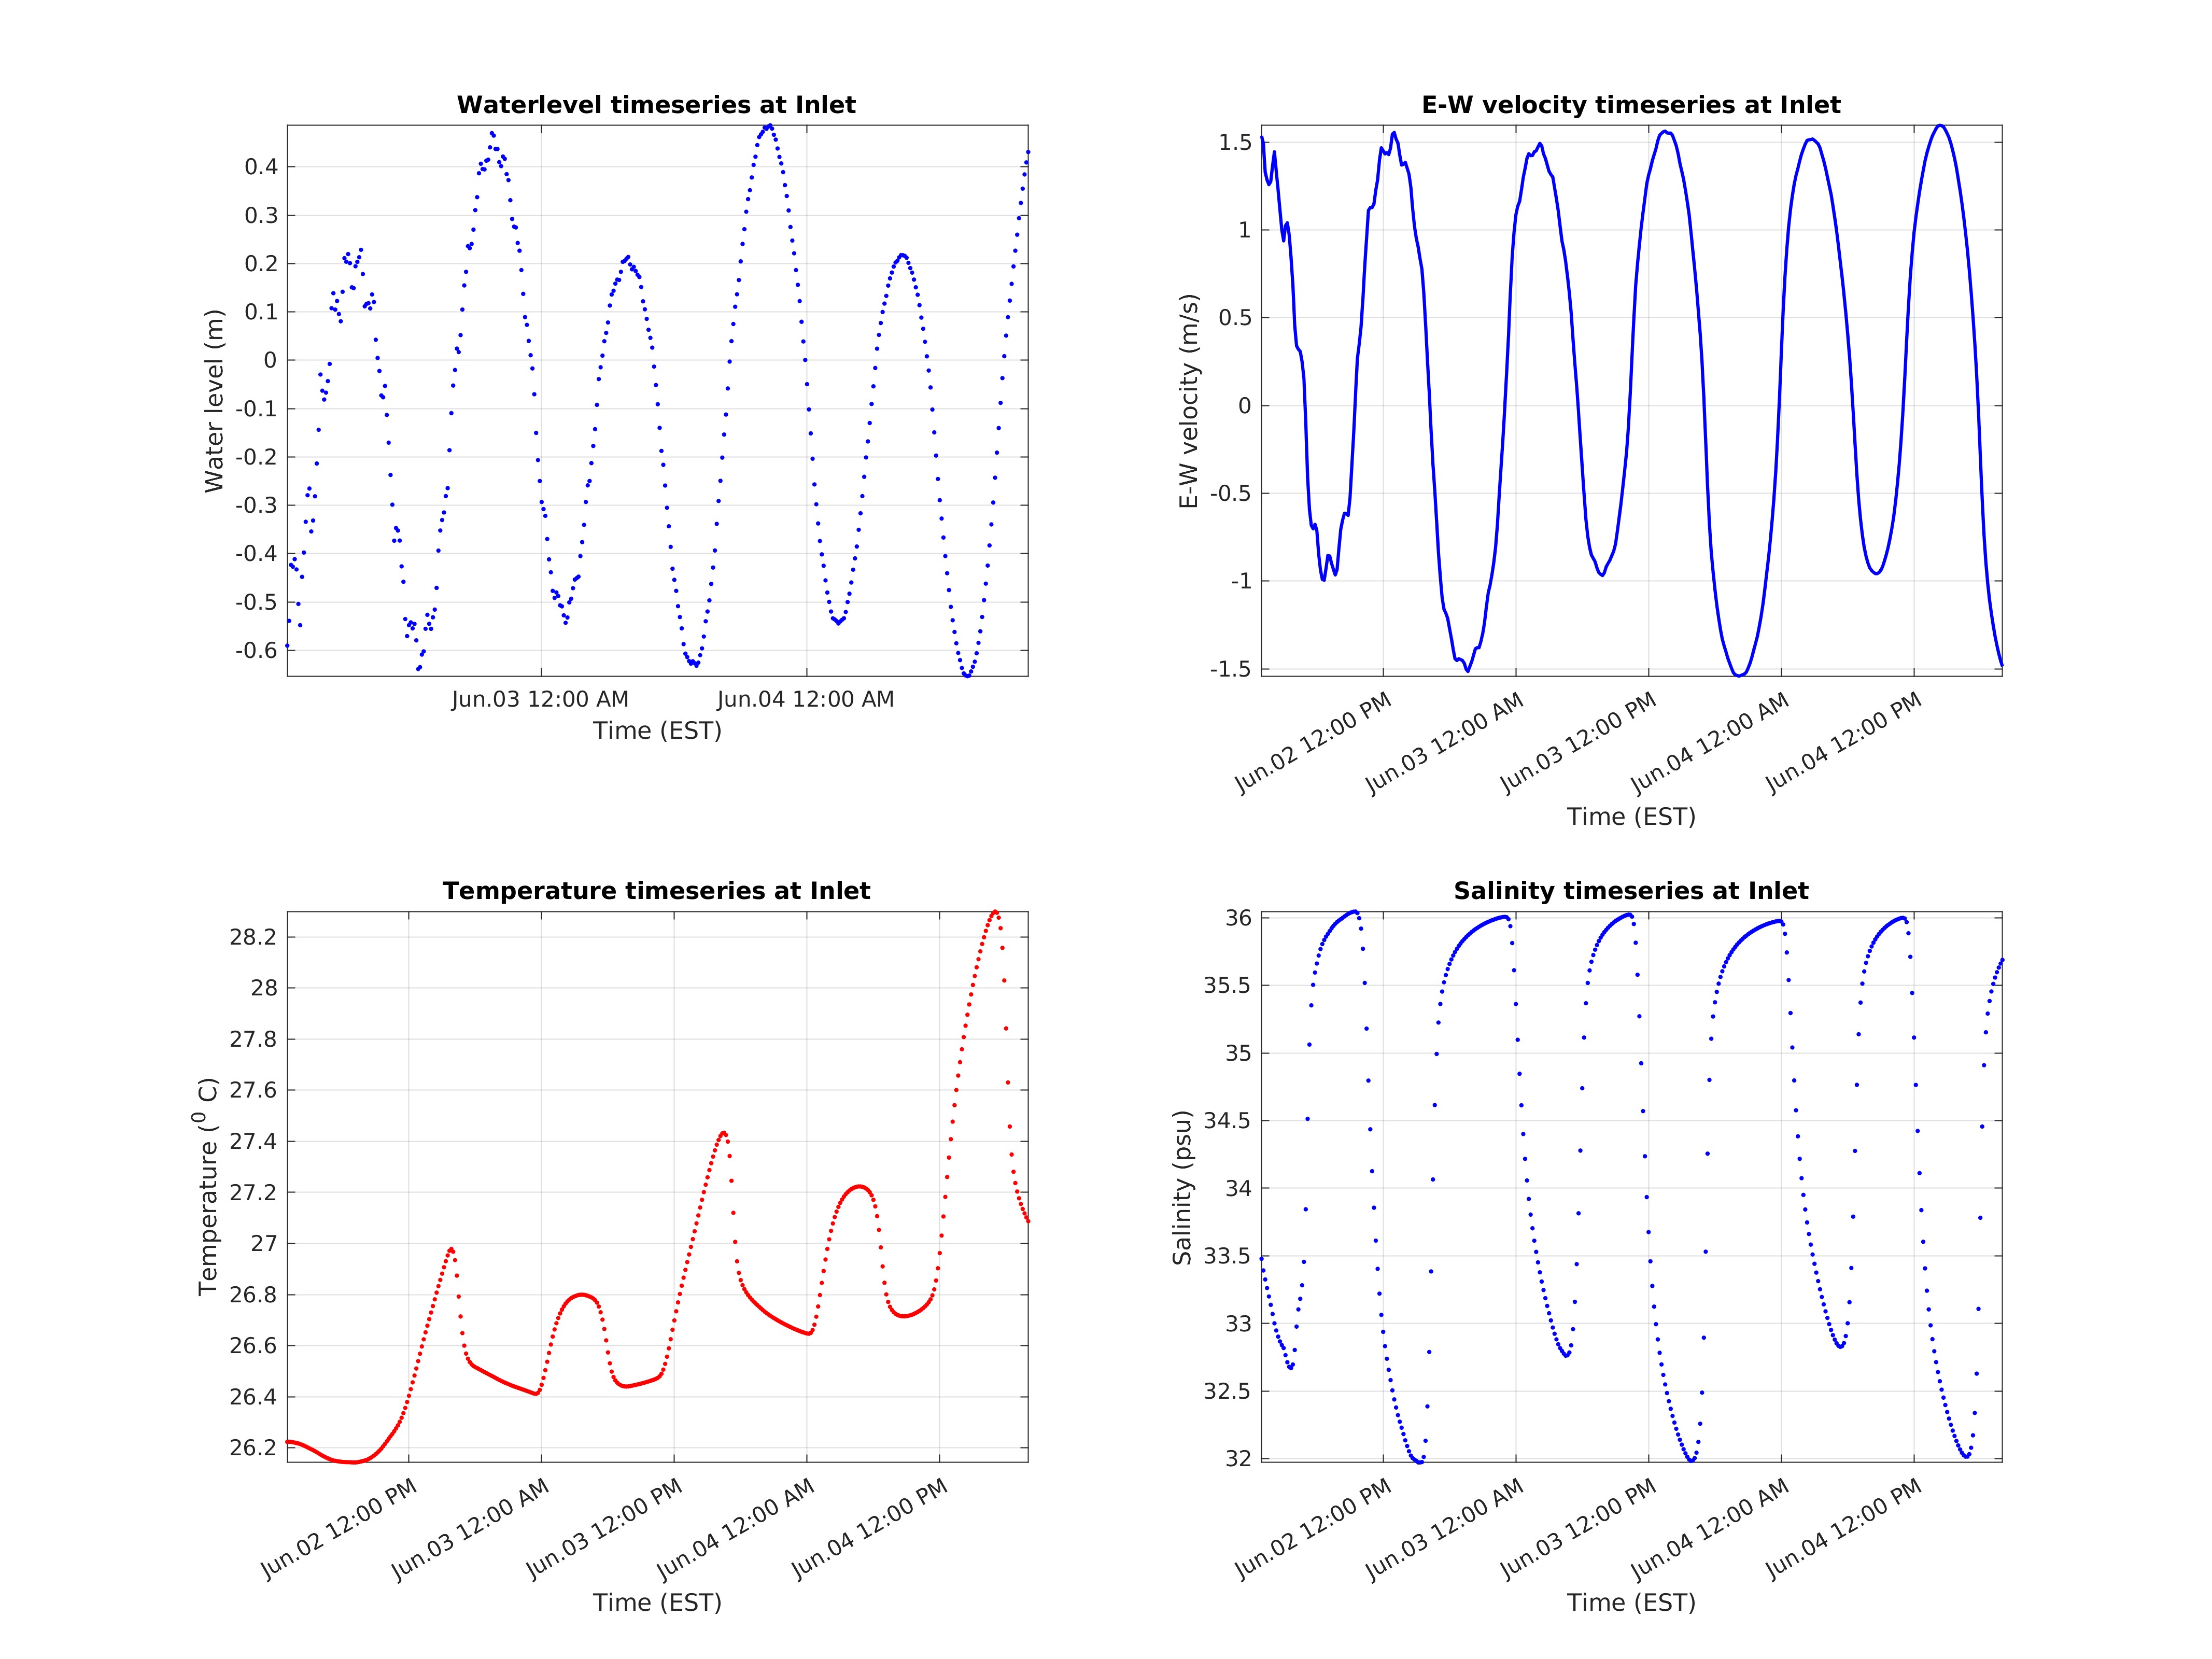 Waterlevel timeseries at Inlet
0.4
0.3
0.2
0.1
0
-0.1
-0.2
-0.3
-0.4
-0.5
-0.6
Water level (m)
Jun.03 12:00 AM
Jun.04 12:00 AM
Time (EST)
E-W velocity timeseries at Inlet
1.5
1
0.5
0
-0.5
-1
-1.5
E-W velocity (m/s)
Jun.02 12:00 PM
Jun.03 12:00 AM
Jun.03 12:00 PM
Jun.04 12:00 AM
Jun.04 12:00 PM
Time (EST)
Temperature timeseries at Inlet
28.2
28
27.8
27.6
27.4
27.2
27
26.8
26.6
26.4
26.2
Temperature (⁰ C)
Jun.02 12:00 PM
Jun.03 12:00 AM
Jun.03 12:00 PM
Jun.04 12:00 AM
Jun.04 12:00 PM
Time (EST)
Salinity timeseries at Inlet
36
35.5
35
34.5
34
33.5
33
32.5
32
Salinity (psu)
Jun.02 12:00 PM
Jun.03 12:00 AM
Jun.03 12:00 PM
Jun.04 12:00 AM
Jun.04 12:00 PM
Time (EST)